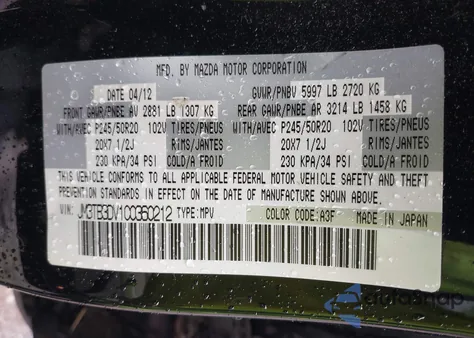 MFD. BY MAZDA MOTOR CORPORATION
DATE 04/12 GVWR/PNBV 5997 LB 2720 KG
FRONT GAWR/PNBE AV 2881 LB 1307 KG REAR GAWR/PNBE AR 3214 LB 1458 KG
WITH/AVEC P245/50R20 102V TIRES/PNEUS WITH/AVEC P245/50R20 102V TIRES/PNEUS
20X7 1/2J RIMS/JANTES 20X7 1/2J RIMS/JANTES
230 KPA/34 PSI COLD/A FROID 230 KPA/34 PSI COLD/A FROID
THIS VEHICLE CONFORMS TO ALL APPLICABLE FEDERAL MOTOR VEHICLE SAFETY AND THEFT
PREVENTION STANDARDS IN EFFECT ON THE DATE OF MANUFACTURE SHOWN ABOVE.
VIN: JM3TB3DV1C0360212 TYPE: MPV COLOR CODE: A3F MADE IN JAPAN
autosnap